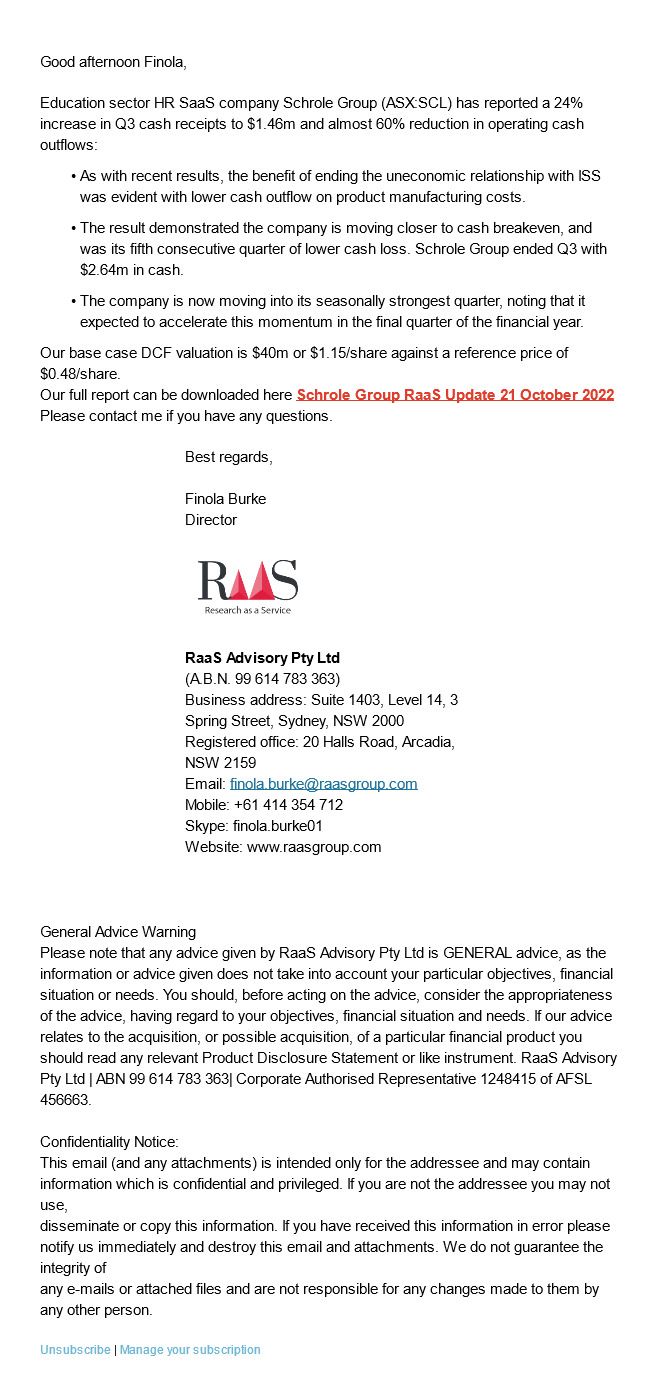 Good afternoon Finola,
Education sector HR SaaS company Schrole Group (ASX:SCL) has reported a 24%
increase in Q3 cash receipts to $1.46m and almost 60% reduction in operating cash
outflows:
• As with recent results, the benefit of ending the uneconomic relationship with ISS
was evident with lower cash outflow on product manufacturing costs.
• The result demonstrated the company is moving closer to cash breakeven, and
was its fifth consecutive quarter of lower cash loss. Schrole Group ended Q3 with
$2.64m in cash.
• The company is now moving into its seasonally strongest quarter, noting that it
expected to accelerate this momentum in the final quarter of the financial year.
Our base case DCF valuation is $40m or $1.15/share against a reference price of
$0.48/share.
Our full report can be downloaded here Schrole Group RaaS Update 21 October 2022
Please contact me if you have any questions.
Best regards,
Finola Burke
Director
RAAS
Research as a Service
RaaS Advisory Pty Ltd
(A.B.N. 99 614 783 363)
Business address: Suite 1403, Level 14, 3
Spring Street, Sydney, NSW 2000
Registered office: 20 Halls Road, Arcadia,
NSW 2159
Email: finola.burke@raasgroup.com
Mobile: +61 414 354 712
Skype: finola.burke01
Website: www.raasgroup.com
General Advice Warning
Please note that any advice given by RaaS Advisory Pty Ltd is GENERAL advice, as the
information or advice given does not take into account your particular objectives, financial
situation or needs. You should, before acting on the advice, consider the appropriateness
of the advice, having regard to your objectives, financial situation and needs. If our advice
relates to the acquisition, or possible acquisition, of a particular financial product you
should read any relevant Product Disclosure Statement or like instrument. RaaS Advisory
Pty Ltd | ABN 99 614 783 363| Corporate Authorised Representative 1248415 of AFSL
456663.
Confidentiality Notice:
This email (and any attachments) is intended only for the addressee and may contain
information which is confidential and privileged. If you are not the addressee you may not
use,
disseminate or copy this information. If you have received this information in error please
notify us immediately and destroy this email and attachments. We do not guarantee the
integrity of
any e-mails or attached files and are not responsible for any changes made to them by
any other person.
Unsubscribe | Manage your subscription